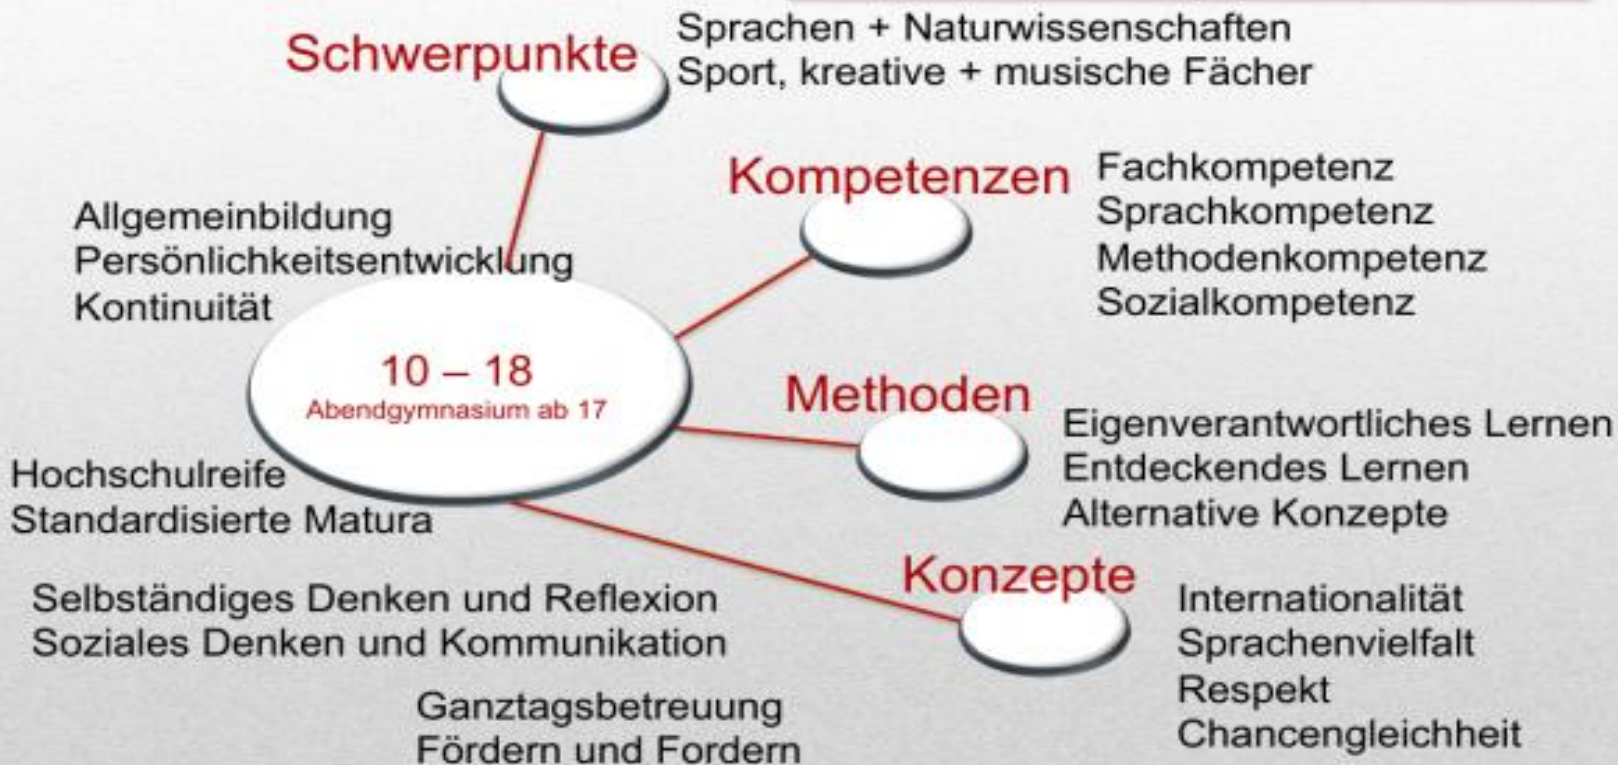 Schwerpunkte
Sprachen + Naturwissenschaften
Sport, kreative + musische Fächer
Kompetenzen
Fachkompetenz
Sprachkompetenz
Methodenkompetenz
Sozialkompetenz
Allgemeinbildung
Persönlichkeitsentwicklung
Kontinuität
10 – 18
Abendgymnasium ab 17
Methoden
Eigenverantwortliches Lernen
Entdeckendes Lernen
Alternative Konzepte
Hochschulreife
Standardisierte Matura
Konzepte
Internationalität
Sprachenvielfalt
Respekt
Chancengleichheit
Selbständiges Denken und Reflexion
Soziales Denken und Kommunikation
Ganztagsbetreuung
Fördern und Fordern